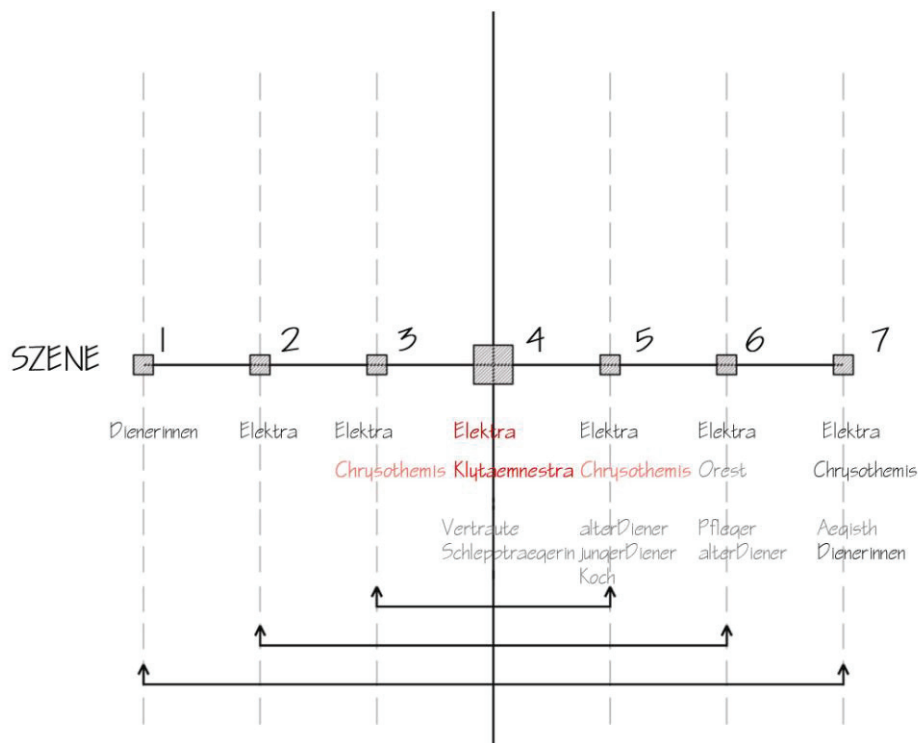 SZENE 1 2 3 4 5 6 7
Dienerinnen Elektra Elektra Elektra Elektra Elektra Elektra
Chrysothemis Klytaemnestra Chrysothemis Orest Chrysothemis
Vertraute alterDiener Pfleger Aegisth
Schlepptraegerin jungerDiener alterDiener Dienerinnen
Koch